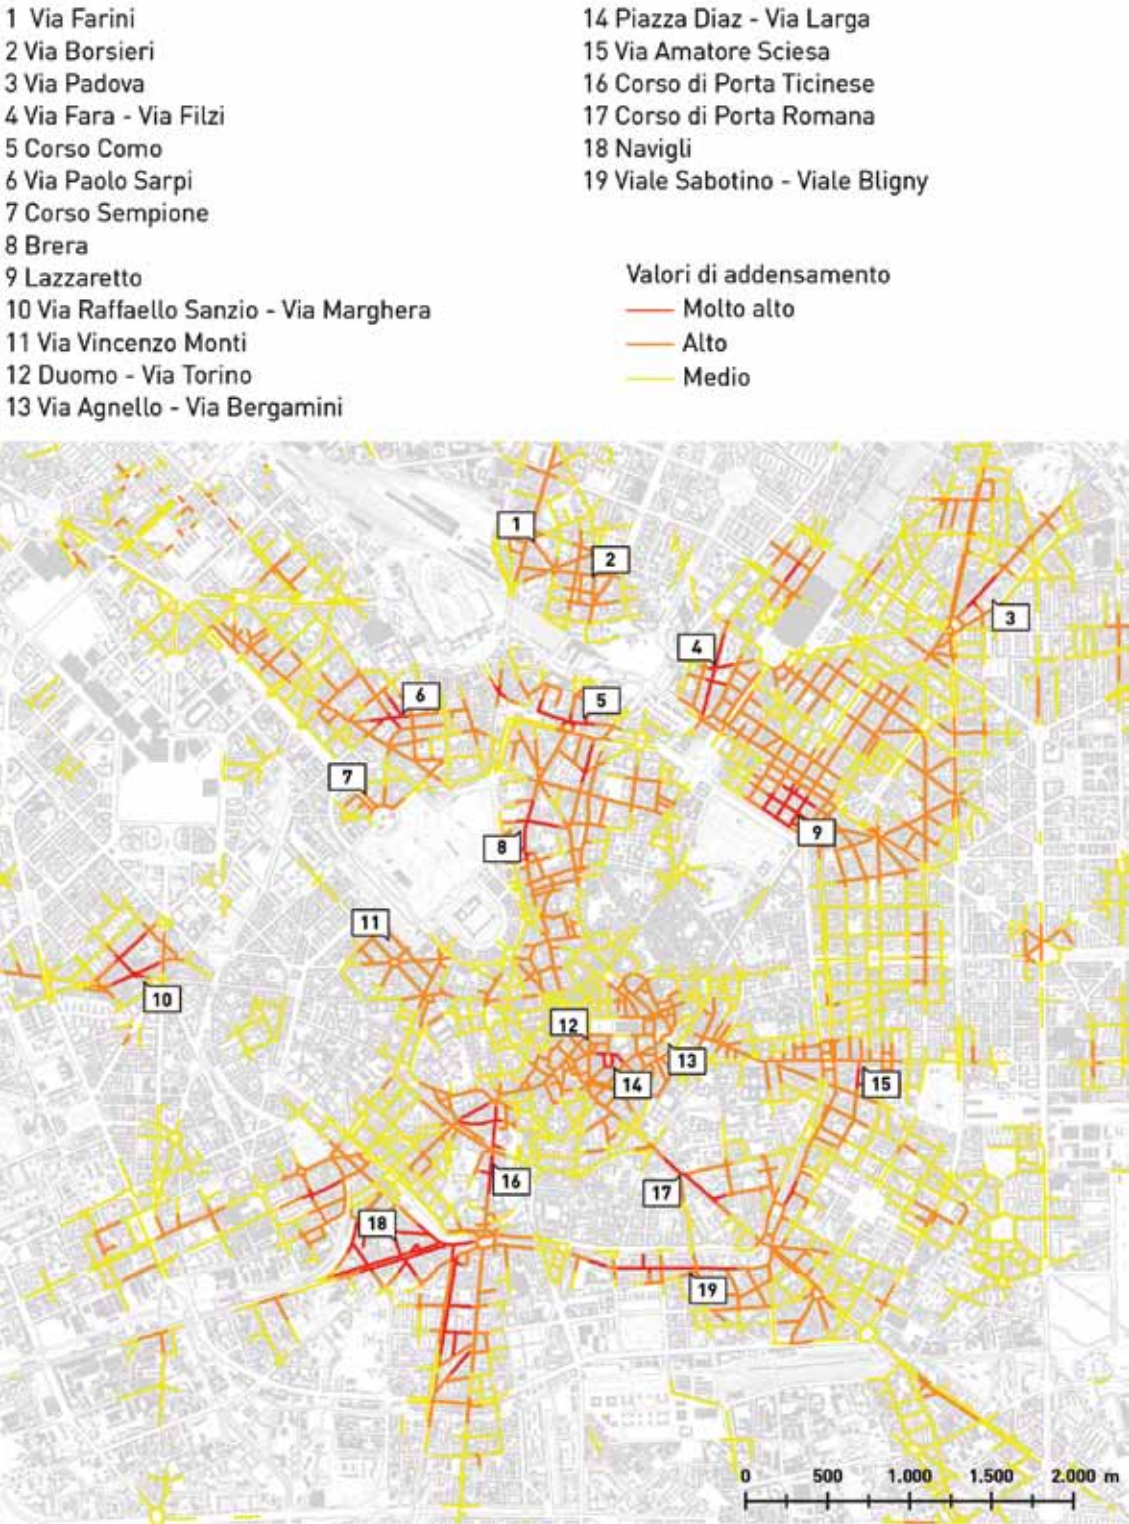 1 Via Farini
2 Via Borsieri
3 Via Padova
4 Via Fara - Via Filzi
5 Corso Como
6 Via Paolo Sarpi
7 Corso Sempione
8 Brera
9 Lazzaretto
10 Via Raffaello Sanzio - Via Marghera
11 Via Vincenzo Monti
12 Duomo - Via Torino
13 Via Agnello - Via Bergamini
14 Piazza Diaz - Via Larga
15 Via Amatore Sciesa
16 Corso di Porta Ticinese
17 Corso di Porta Romana
18 Navigli
19 Viale Sabotino - Viale Bligny
Valori di addensamento
Molto alto
Alto
Medio
1
2
3
4
6
5
7
9
8
11
10
12
13
14
15
16
17
18
19
0 500 1.000 1.500 2.000 m